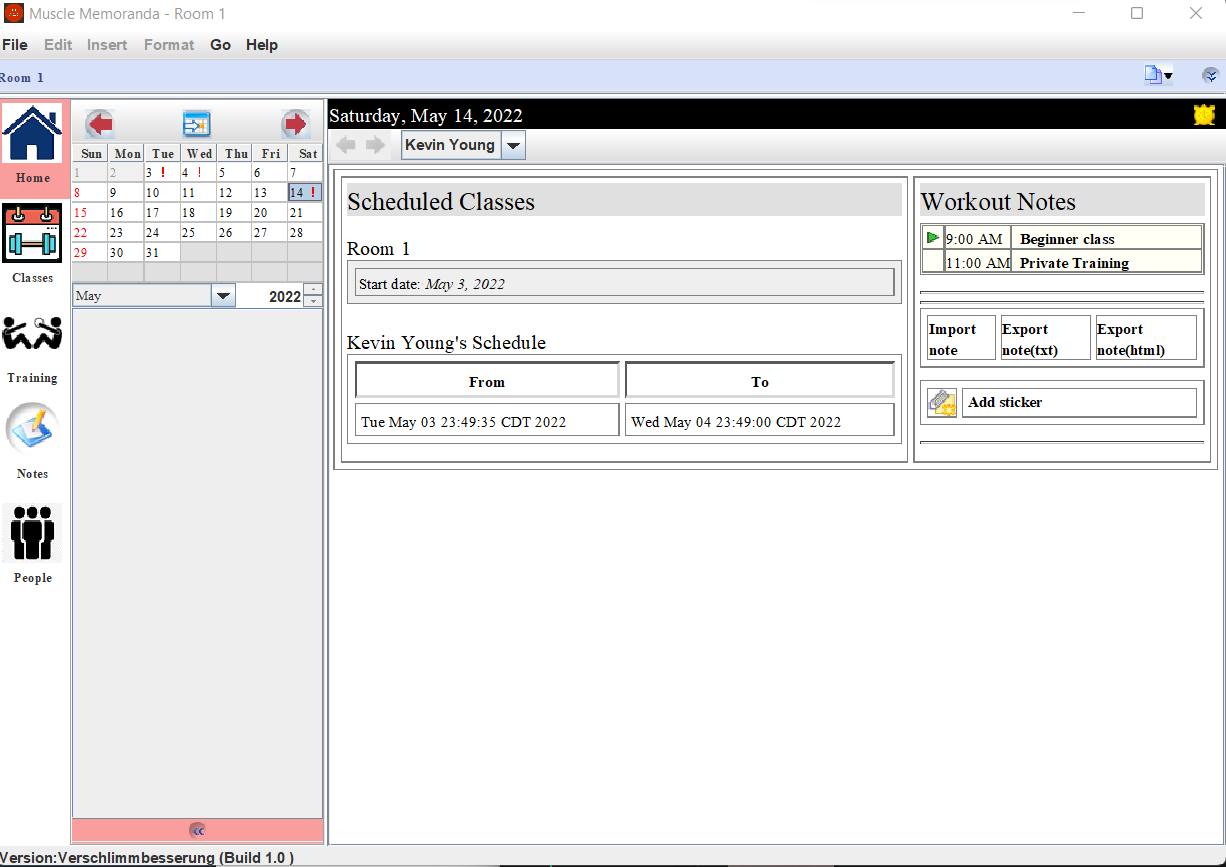 Muscle Memoranda - Room 1
File Edit Insert Format Go Help
Room 1
Home
Classes
Training
Notes
People
Sun Mon Tue Wed Thu Fri Sat
1 2 3 ! 4 ! 5 6 7
8 9 10 11 12 13 14 !
15 16 17 18 19 20 21
22 23 24 25 26 27 28
29 30 31
May 2022
Saturday, May 14, 2022
Kevin Young
Scheduled Classes
Room 1
Start date: May 3, 2022
Kevin Young's Schedule
From To
Tue May 03 23:49:35 CDT 2022 Wed May 04 23:49:00 CDT 2022
Workout Notes
9:00 AM Beginner class
11:00 AM Private Training
Import note
Export note(txt)
Export note(html)
Add sticker
Version:Verschlimmbesserung (Build 1.0 )